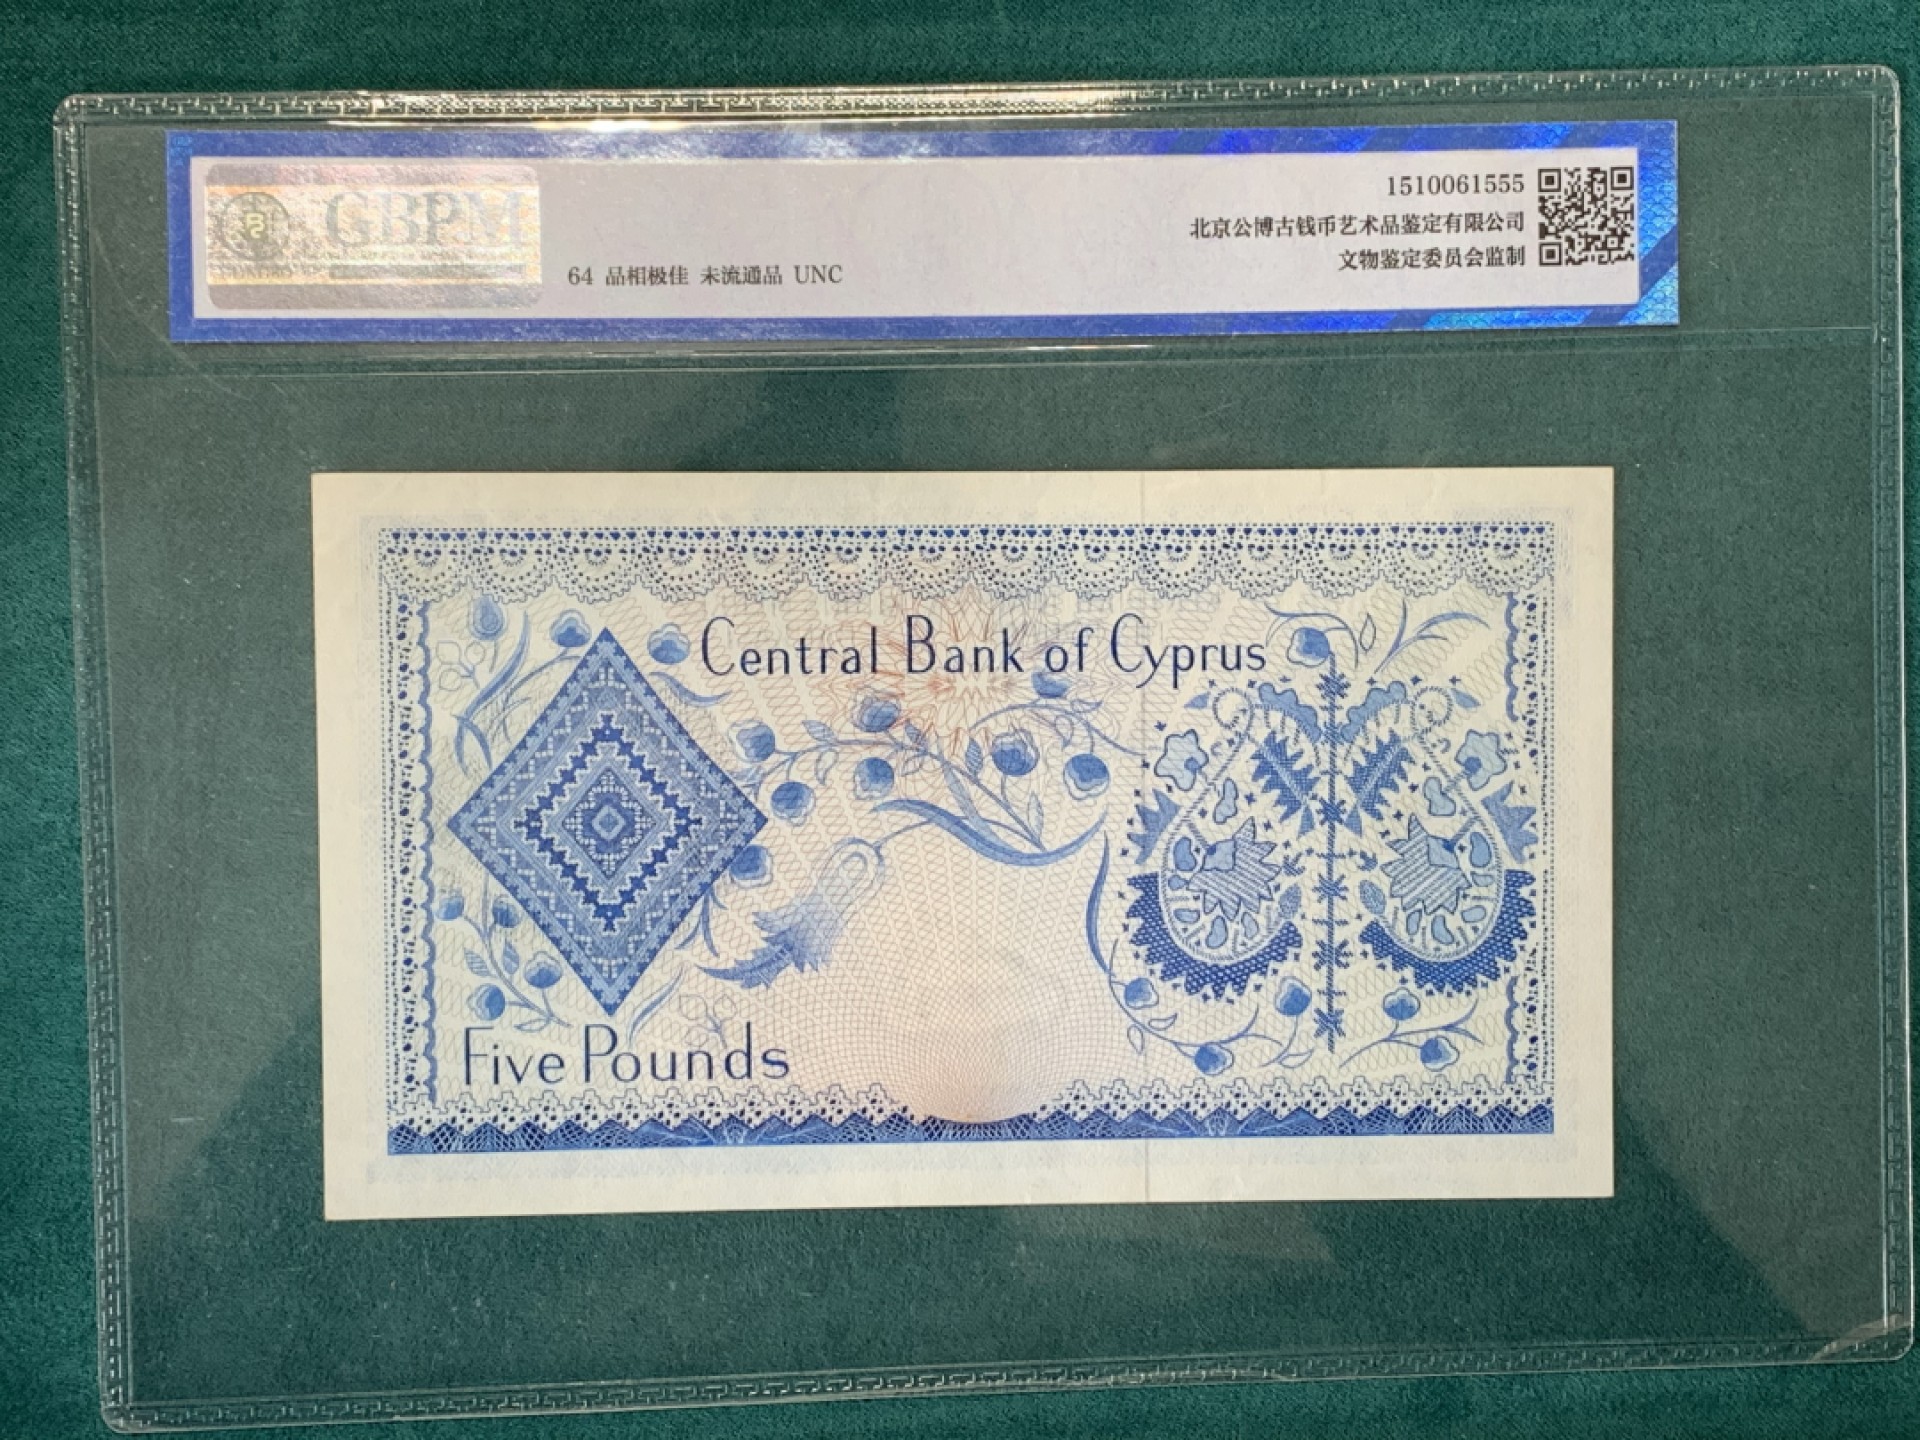 GBPM
1510061555
北京公博古钱币艺术品鉴定有限公司
文物鉴定委员会监制
64 品相极佳 未流通品 UNC
Central Bank of Cyprus
Five Pounds